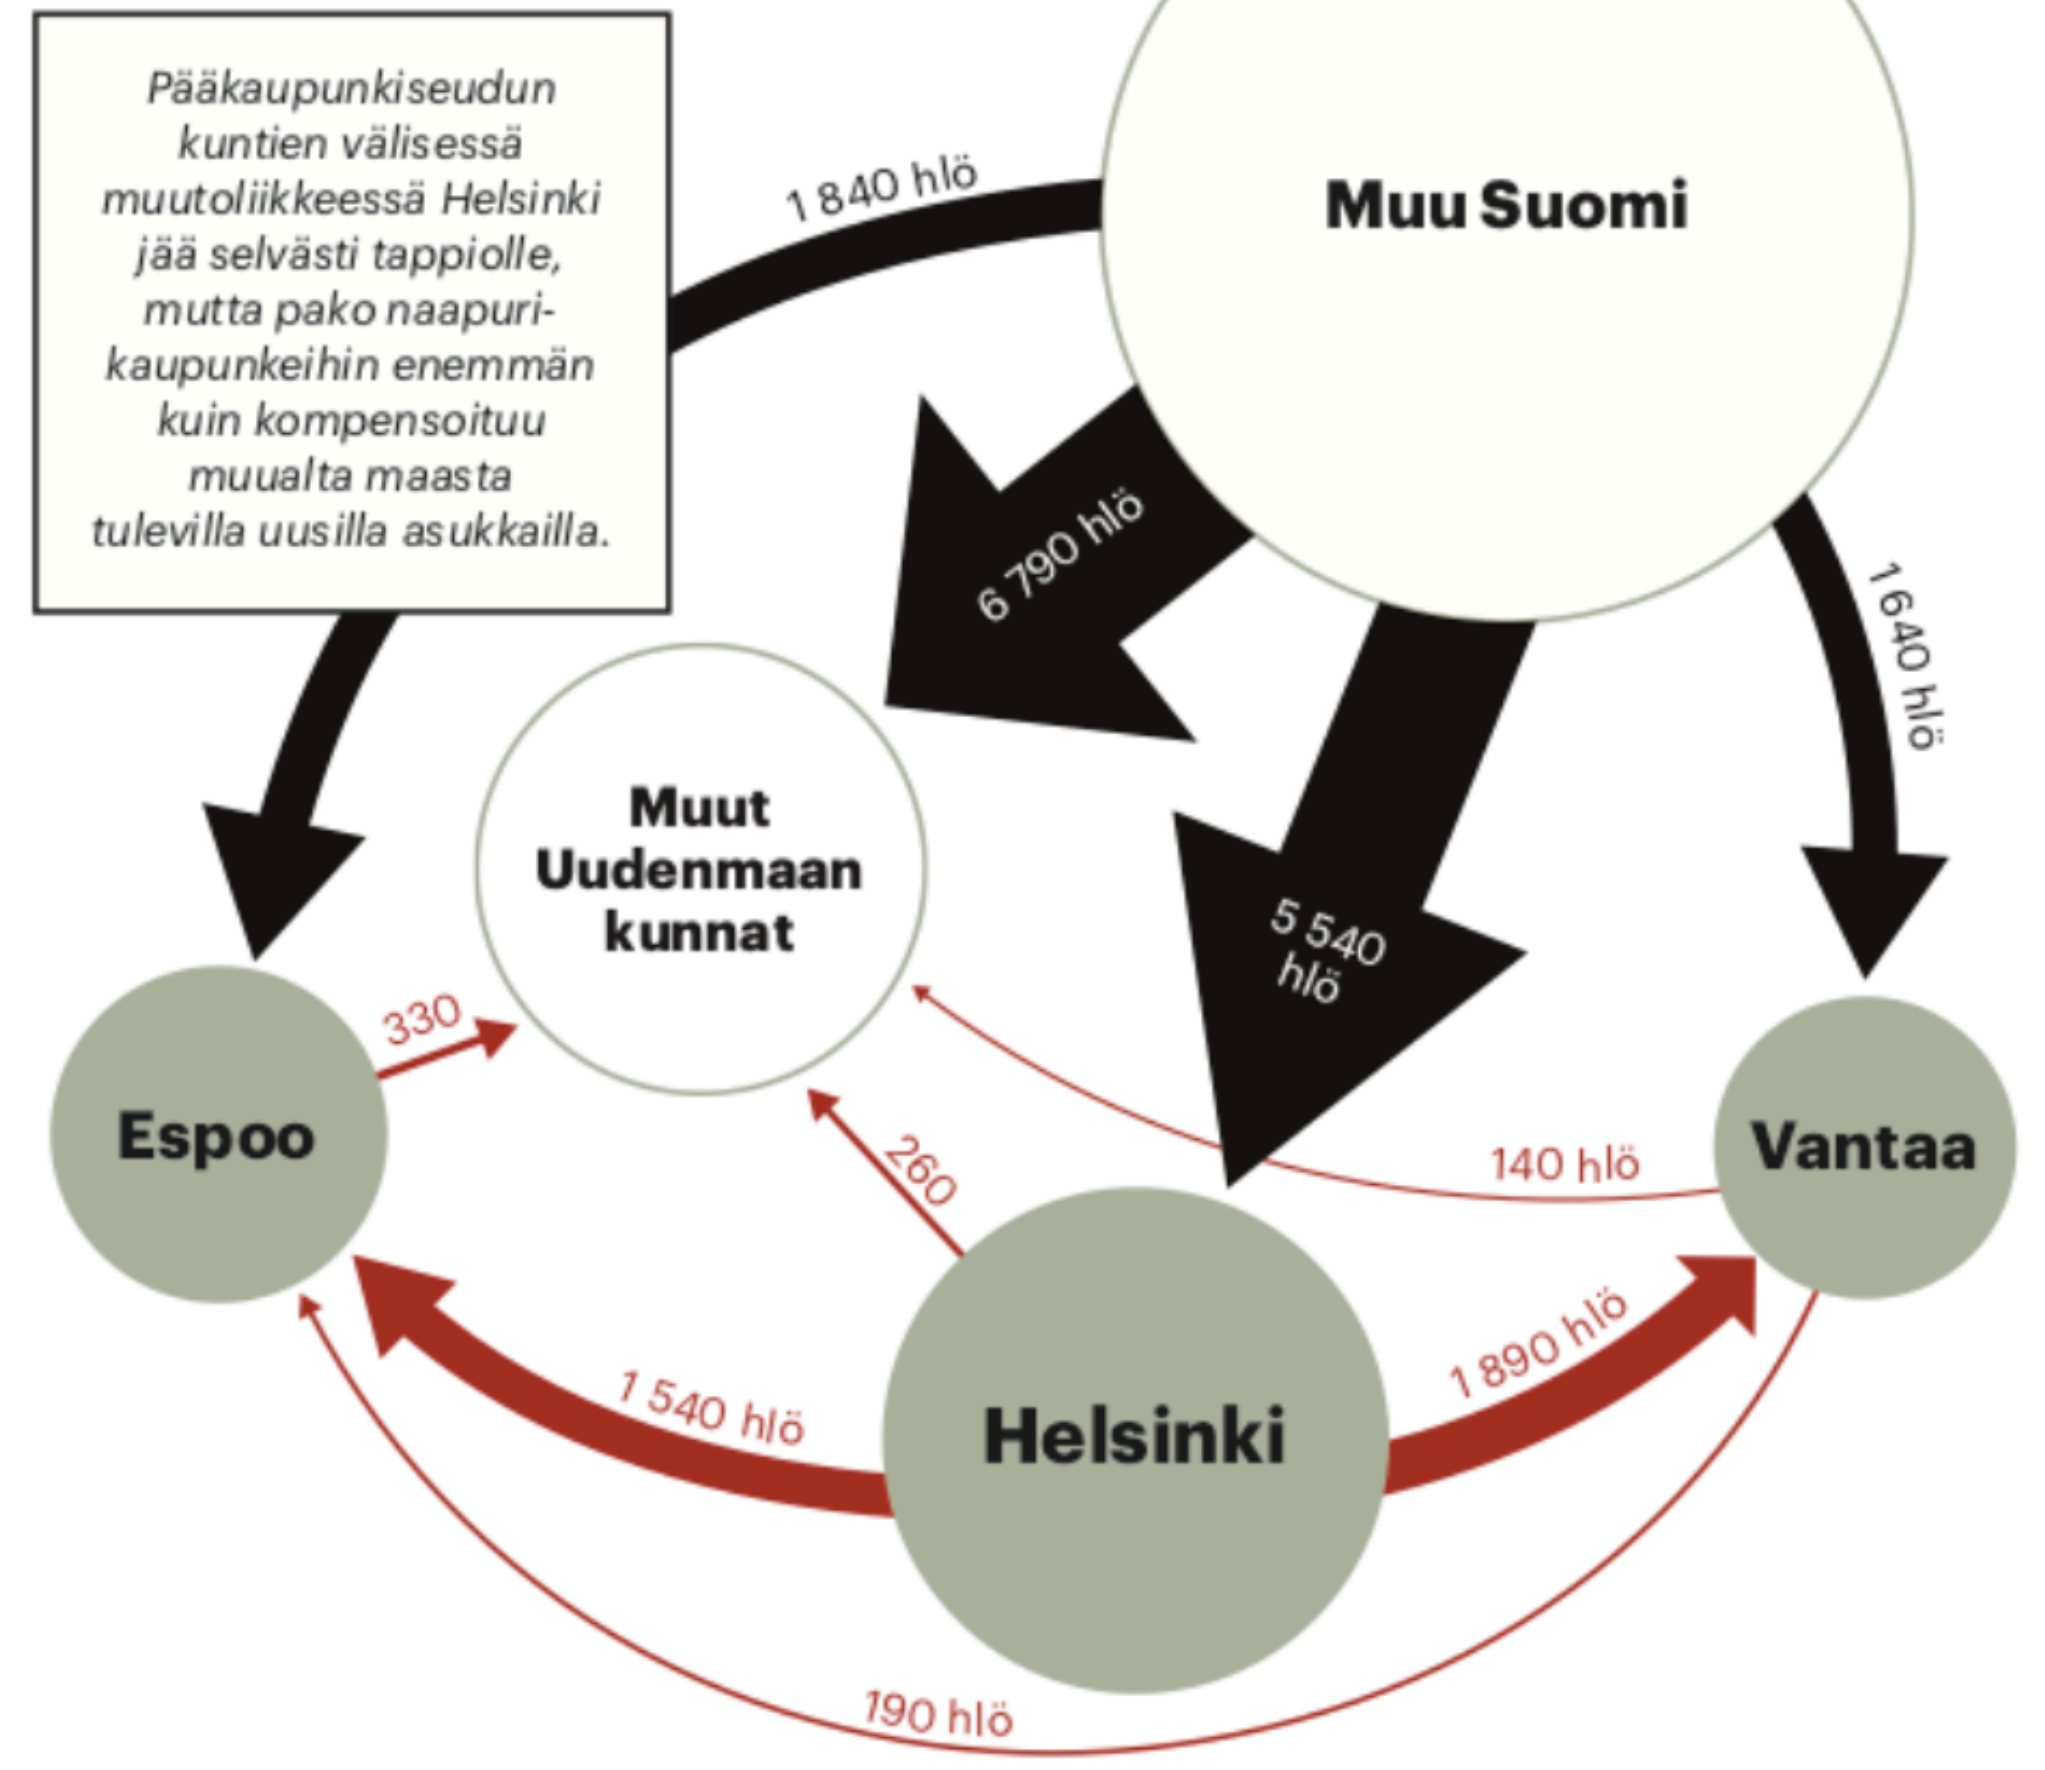 Pääkaupunkiseudun
kuntien välisessä
muutoliikkeessä Helsinki
jää selvästi tappiolle,
mutta pako naapuri-
kaupunkeihin enemmän
kuin kompensoituu
muualta maasta
tulevilla uusilla asukkailla.
1 840 hlö
Muu Suomi
6 790 hlö
1 640 hlö
Muut
Uudenmaan
kunnat
5 540
hlö
330
Espoo
260
140 hlö
Vantaa
1 540 hlö
Helsinki
1 890 hlö
190 hlö